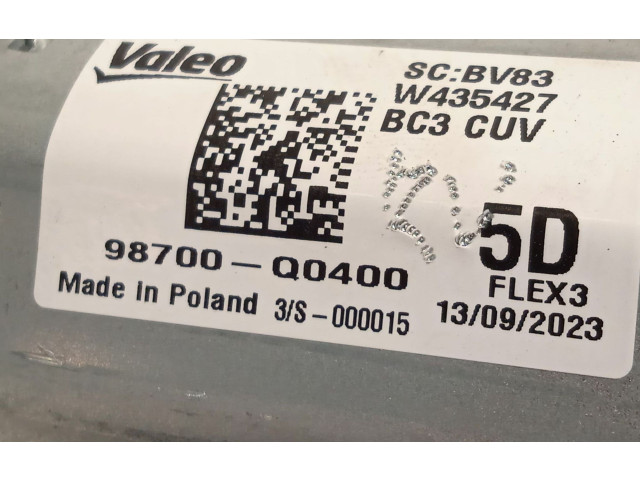 Valeo
SC:BV83
W435427
BC3 CUV
5D
98700-Q0400
FLEX3
Made In Poland 3/S-000015
13/09/2023